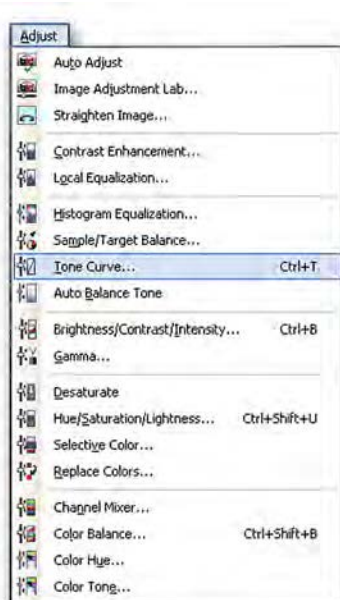 Adjust
Auto Adjust
Image Adjustment Lab...
Straighten Image...
Contrast Enhancement...
Local Equalization...
Histogram Equalization...
Sample/Target Balance...
Tone Curve... Ctrl+T
Auto Balance Tone
Brightness/Contrast/Intensity... Ctrl+B
Gamma...
Desaturate
Hue/Saturation/Lightness... Ctrl+Shift+U
Selective Color...
Replace Colors...
Channel Mixer...
Color Balance... Ctrl+Shift+B
Color Hue...
Color Tone...